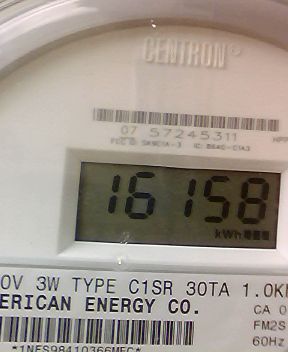 CENTRON®
07 57245311
16158
kWh
0V 3W TYPE C1SR 30TA 1.0K
ERICAN ENERGY CO.
CA 0
FM2S
60Hz